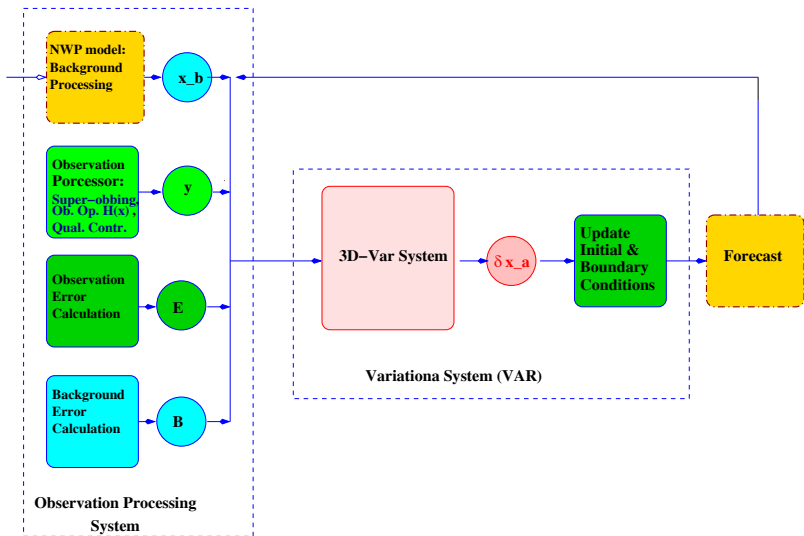 NWP model:
Background
Processing
x_b
Observation
Porcessor:
Super-obbing,
Ob. Op. H(x) ,
Qual. Contr.
y
Observation
Error
Calculation
E
Background
Error
Calculation
B
Observation Processing
System
3D-Var System
δ x_a
Update
Initial &
Boundary
Conditions
Variationa System (VAR)
Forecast